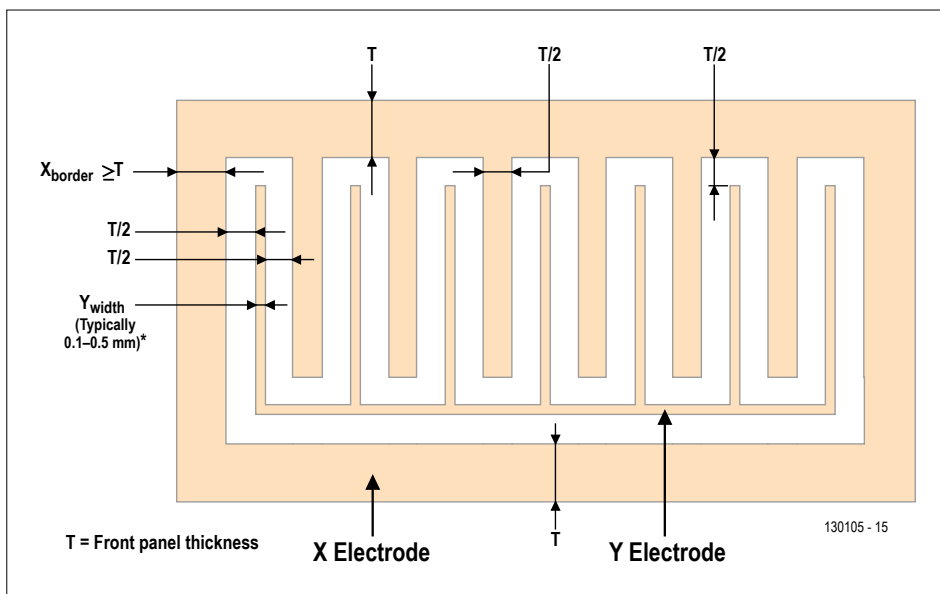 T
T/2
T/2
Xborder ≥T
T/2
T/2
Ywidth
(Typically
0.1–0.5 mm)*
130105 - 15
T = Front panel thickness
X Electrode
T
Y Electrode